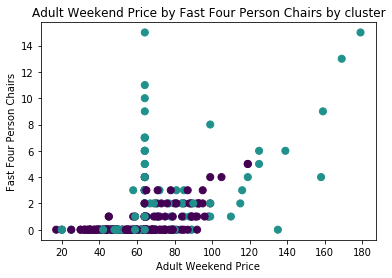 Adult Weekend Price by Fast Four Person Chairs by cluster
Fast Four Person Chairs
14
12
10
8
6
4
2
0
20 40 60 80 100 120 140 160 180
Adult Weekend Price